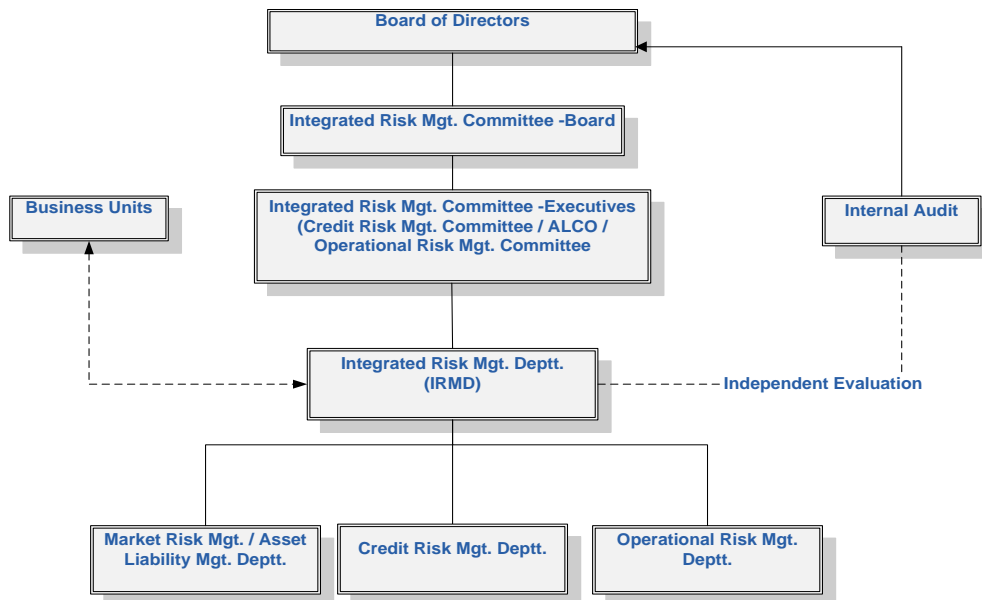 Board of Directors
Integrated Risk Mgt. Committee -Board
Integrated Risk Mgt. Committee -Executives
(Credit Risk Mgt. Committee / ALCO /
Operational Risk Mgt. Committee
Business Units
Internal Audit
Integrated Risk Mgt. Deptt.
(IRMD)
Independent Evaluation
Market Risk Mgt. / Asset
Liability Mgt. Deptt.
Credit Risk Mgt. Deptt.
Operational Risk Mgt.
Deptt.